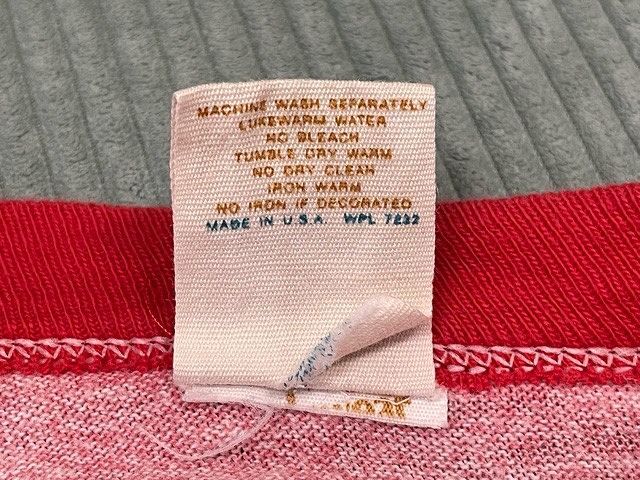 MACHINE WASH SEPARATELY
LUKEWARM WATER
NO BLEACH
TUMBLE DRY WARM
NO DRY CLEAN
IRON WARM
NO IRON IF DECORATED
MADE IN U.S.A. WPL 7232